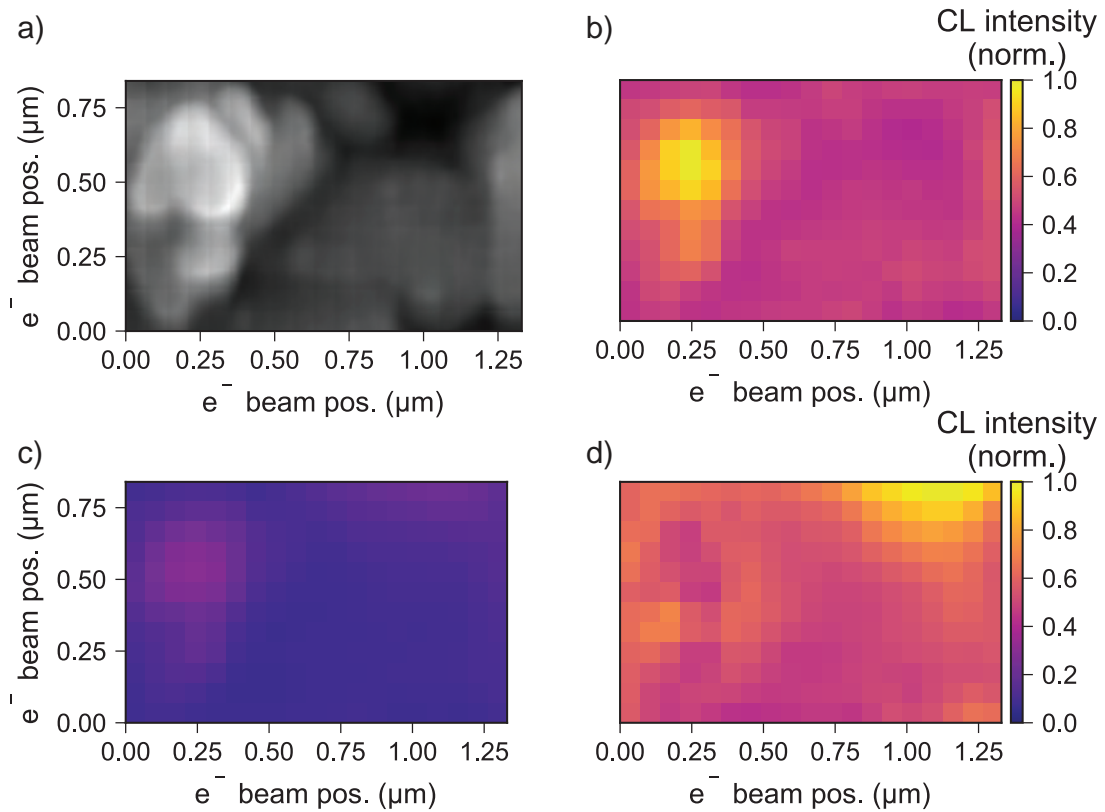 a)
e⁻ beam pos. (µm)
0.75
0.50
0.25
0.00
0.00 0.25 0.50 0.75 1.00 1.25
e⁻ beam pos. (µm)
b)
CL intensity
(norm.)
1.0
0.8
0.6
0.4
0.2
0.0
0.00 0.25 0.50 0.75 1.00 1.25
e⁻ beam pos. (µm)
c)
e⁻ beam pos. (µm)
0.75
0.50
0.25
0.00
0.00 0.25 0.50 0.75 1.00 1.25
e⁻ beam pos. (µm)
d)
CL intensity
(norm.)
1.0
0.8
0.6
0.4
0.2
0.0
0.00 0.25 0.50 0.75 1.00 1.25
e⁻ beam pos. (µm)